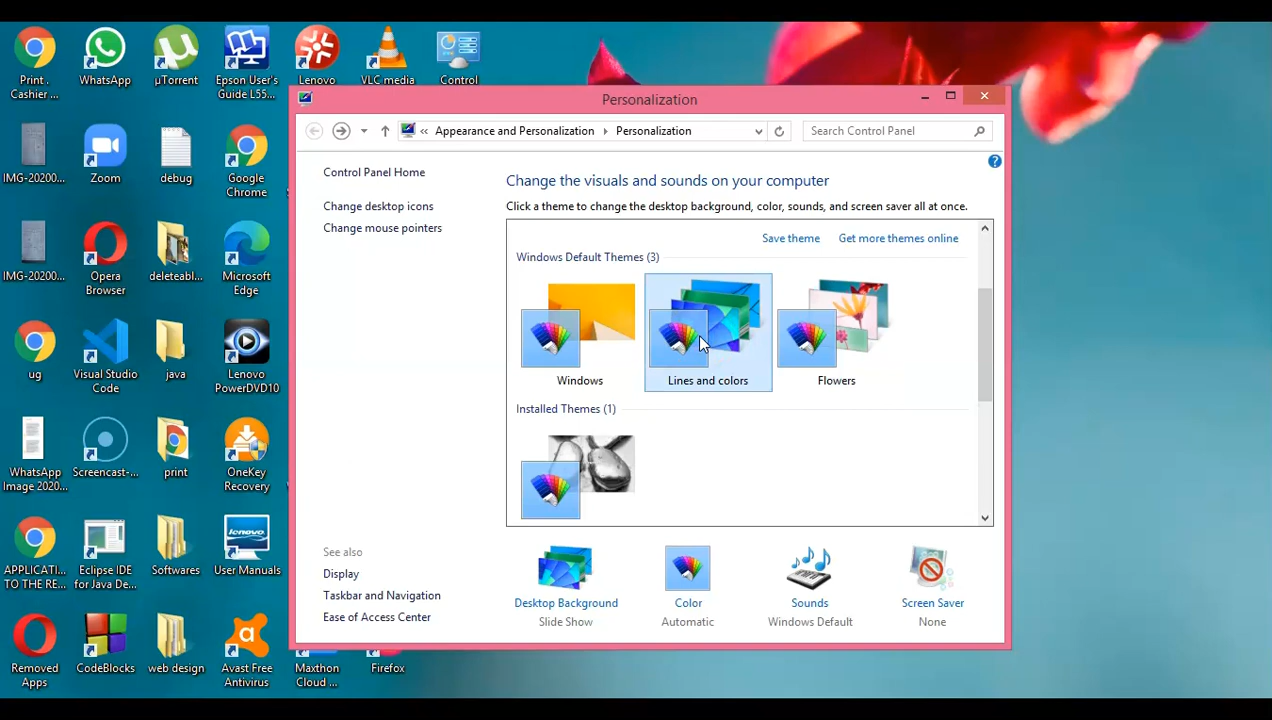 Print .
Cashier ...
WhatsApp
µTorrent
Epson User's
Guide L55...
Lenovo
VLC media
Control
IMG-20200...
Zoom
debug
Google
Chrome
IMG-20200...
Opera
Browser
deleteabl...
Microsoft
Edge
ug
Visual Studio
Code
java
Lenovo
PowerDVD10
WhatsApp
Image 2020...
Screencast-...
print
OneKey
Recovery
APPLICATI...
TO THE RE...
Eclipse IDE
for Java De...
Softwares
lenovo
User Manuals
Removed
Apps
CodeBlocks
web design
Avast Free
Antivirus
Maxthon
Cloud ...
Firefox
Personalization
« Appearance and Personalization
Personalization
Search Control Panel
Control Panel Home
Change desktop icons
Change mouse pointers
See also
Display
Taskbar and Navigation
Ease of Access Center
Change the visuals and sounds on your computer
Click a theme to change the desktop background, color, sounds, and screen saver all at once.
Save theme
Get more themes online
Windows Default Themes (3)
Windows
Lines and colors
Flowers
Installed Themes (1)
Desktop Background
Slide Show
Color
Automatic
Sounds
Windows Default
Screen Saver
None